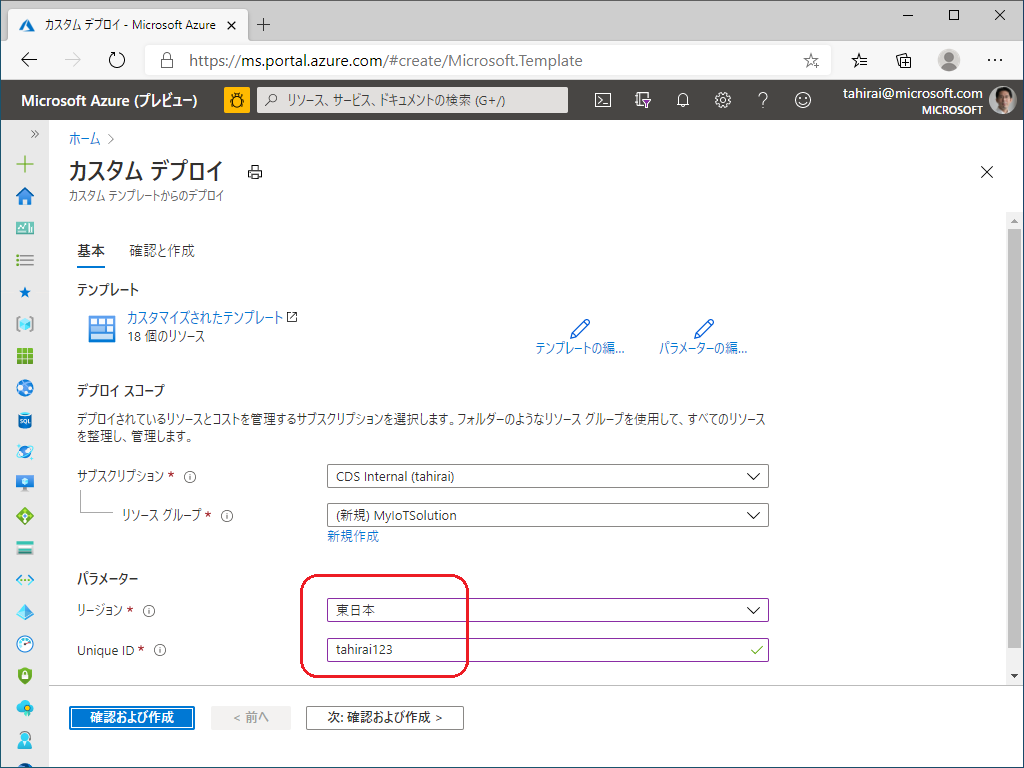 カスタム デプロイ - Microsoft Azure
https://ms.portal.azure.com/#create/Microsoft.Template
Microsoft Azure (プレビュー)
リソース、サービス、ドキュメントの検索 (G+/)
tahirai@microsoft.com
MICROSOFT
ホーム
カスタム デプロイ
カスタム テンプレートからのデプロイ
基本
確認と作成
テンプレート
カスタマイズされたテンプレート
18 個のリソース
テンプレートの編...
パラメーターの編...
デプロイ スコープ
デプロイされているリソースとコストを管理するサブスクリプションを選択します。フォルダーのようなリソース グループを使用して、すべてのリソース
を整理し、管理します。
サブスクリプション *
CDS Internal (tahirai)
リソース グループ *
(新規) MyIoTSolution
新規作成
パラメーター
リージョン *
東日本
Unique ID *
tahirai123
確認および作成
< 前へ
次: 確認および作成 >